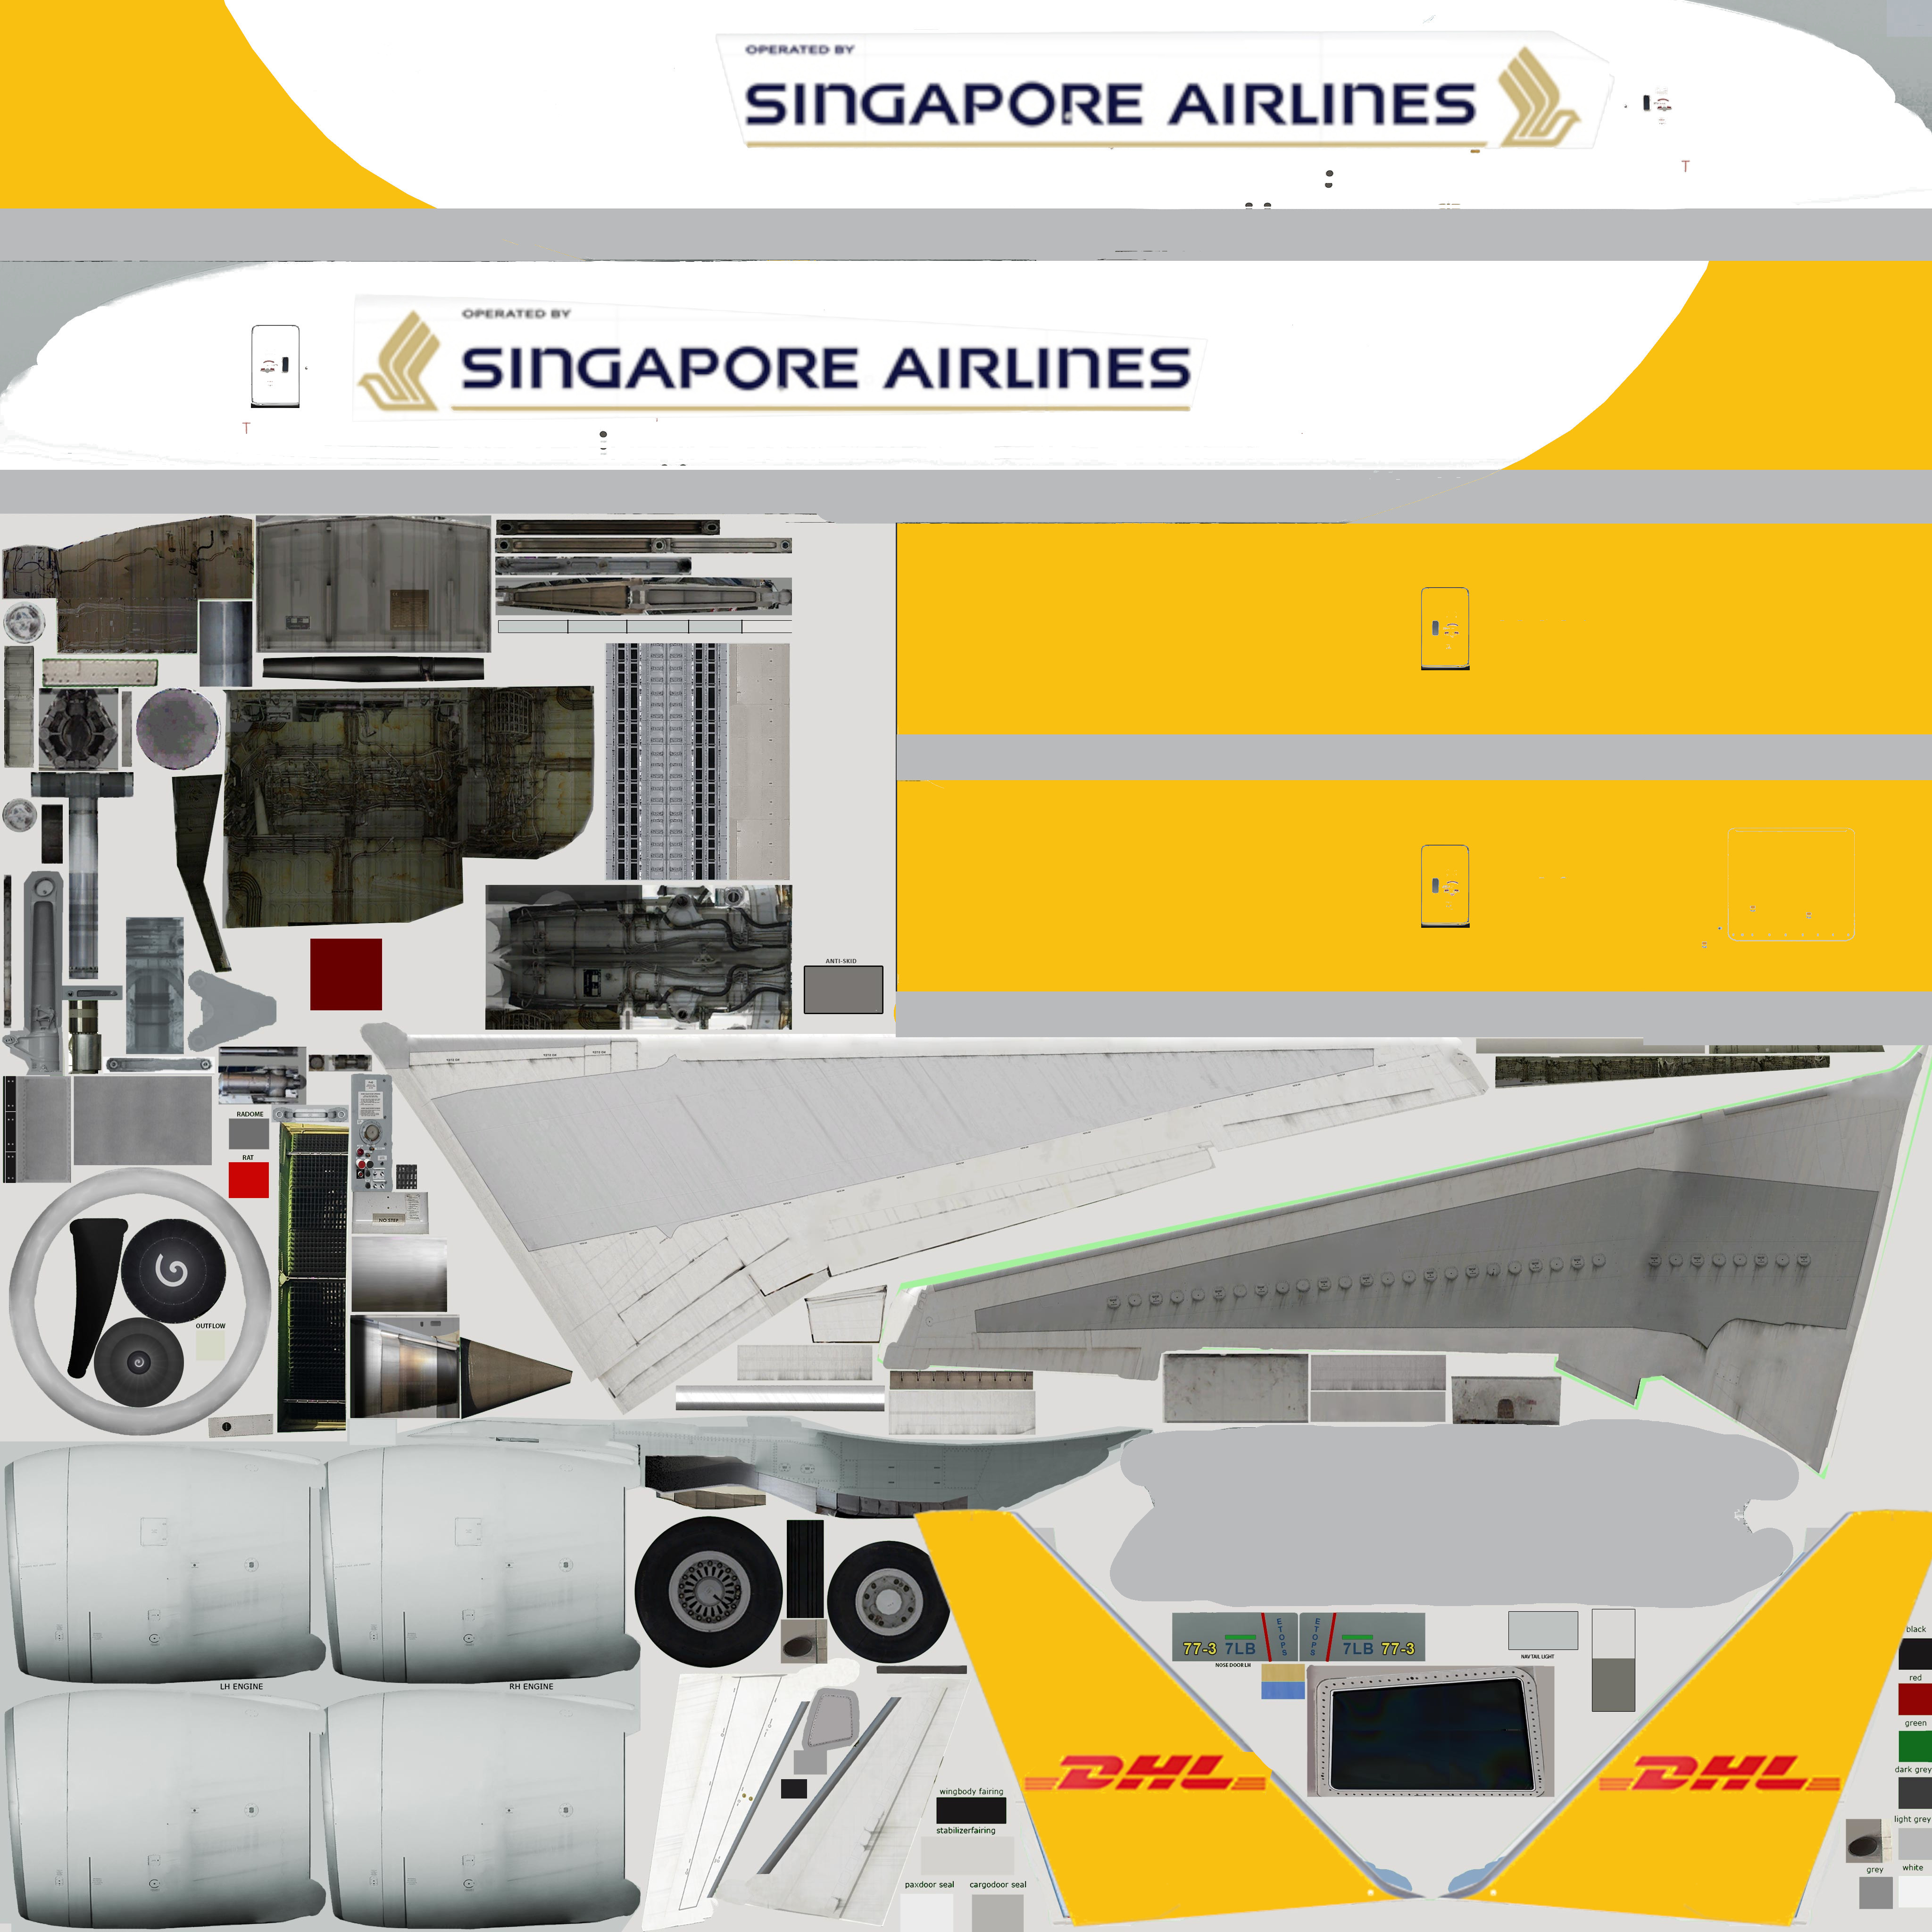 OPERATED BY
SINGAPORE AIRLINES
T
OPERATED BY
SINGAPORE AIRLINES
T
ANTI-SKID
RADOME
RAT
NO STEP
OUTFLOW
LH ENGINE
RH ENGINE
77-3 7LB ETOPS
ETOPS 7LB 77-3
NOSE DOOR LH
NAV TAIL LIGHT
black
red
green
dark grey
light grey
white
grey
DHL
DHL
wingbody fairing
stabilizerfairing
paxdoor seal
cargodoor seal